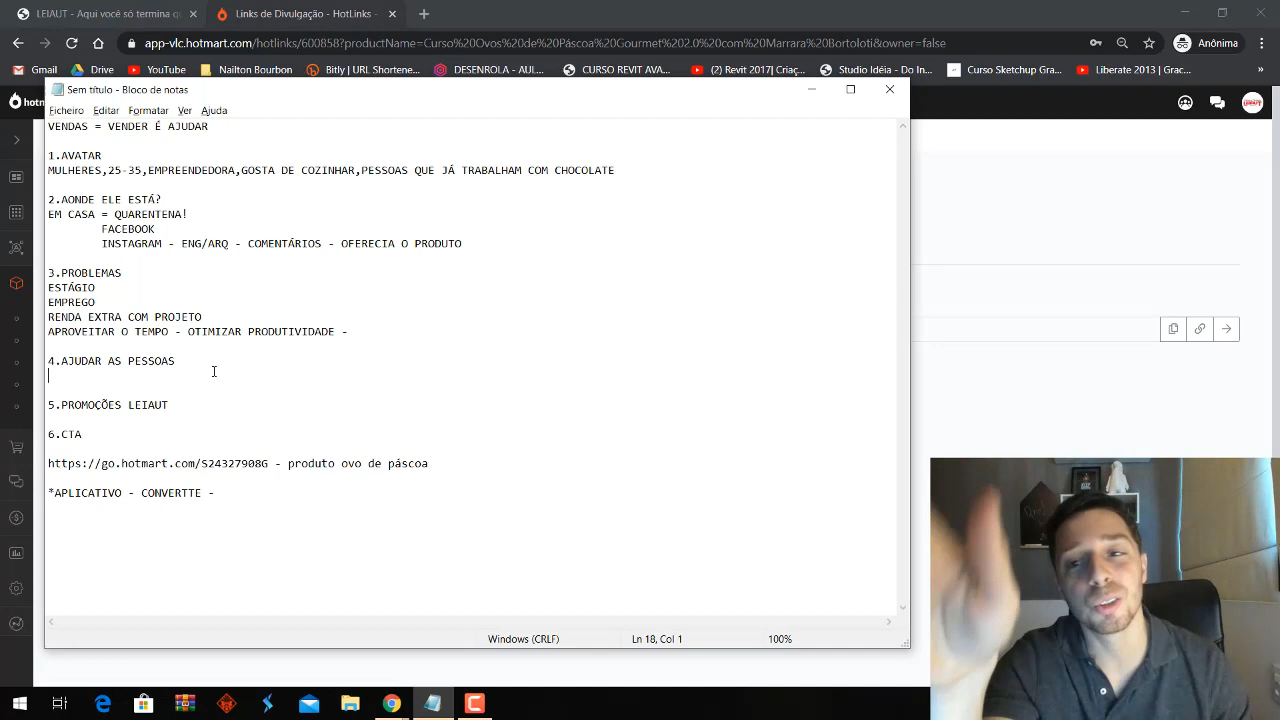 LEIAUT - Aqui você só termina qu
Links de Divulgação - HotLinks -
app-vlc.hotmart.com/hotlinks/600858?productName=Curso%20Ovos%20de%20Páscoa%20Gourmet%202.0%20com%20Marrara%20Bortoloti&owner=false
Anônima
Gmail
Drive
YouTube
Nailton Bourbon
Bitly | URL Shortene...
DESENROLA - AUL...
CURSO REVIT AVA...
(2) Revit 2017| Criaç...
Studio Idéia - Do In...
Curso Sketchup Gra...
Liberate 2013 | Grac...
»
hotm
Sem título - Bloco de notas
Ficheiro Editar Formatar Ver Ajuda
VENDAS = VENDER É AJUDAR
1.AVATAR
MULHERES,25-35,EMPREENDEDORA,GOSTA DE COZINHAR,PESSOAS QUE JÁ TRABALHAM COM CHOCOLATE
2.AONDE ELE ESTÁ?
EM CASA = QUARENTENA!
FACEBOOK
INSTAGRAM - ENG/ARQ - COMENTÁRIOS - OFERECIA O PRODUTO
3.PROBLEMAS
ESTÁGIO
EMPREGO
RENDA EXTRA COM PROJETO
APROVEITAR O TEMPO - OTIMIZAR PRODUTIVIDADE -
4.AJUDAR AS PESSOAS
5.PROMOÇÕES LEIAUT
6.CTA
https://go.hotmart.com/S24327908G - produto ovo de páscoa
*APLICATIVO - CONVERTTE -
Windows (CRLF)
Ln 18, Col 1
100%